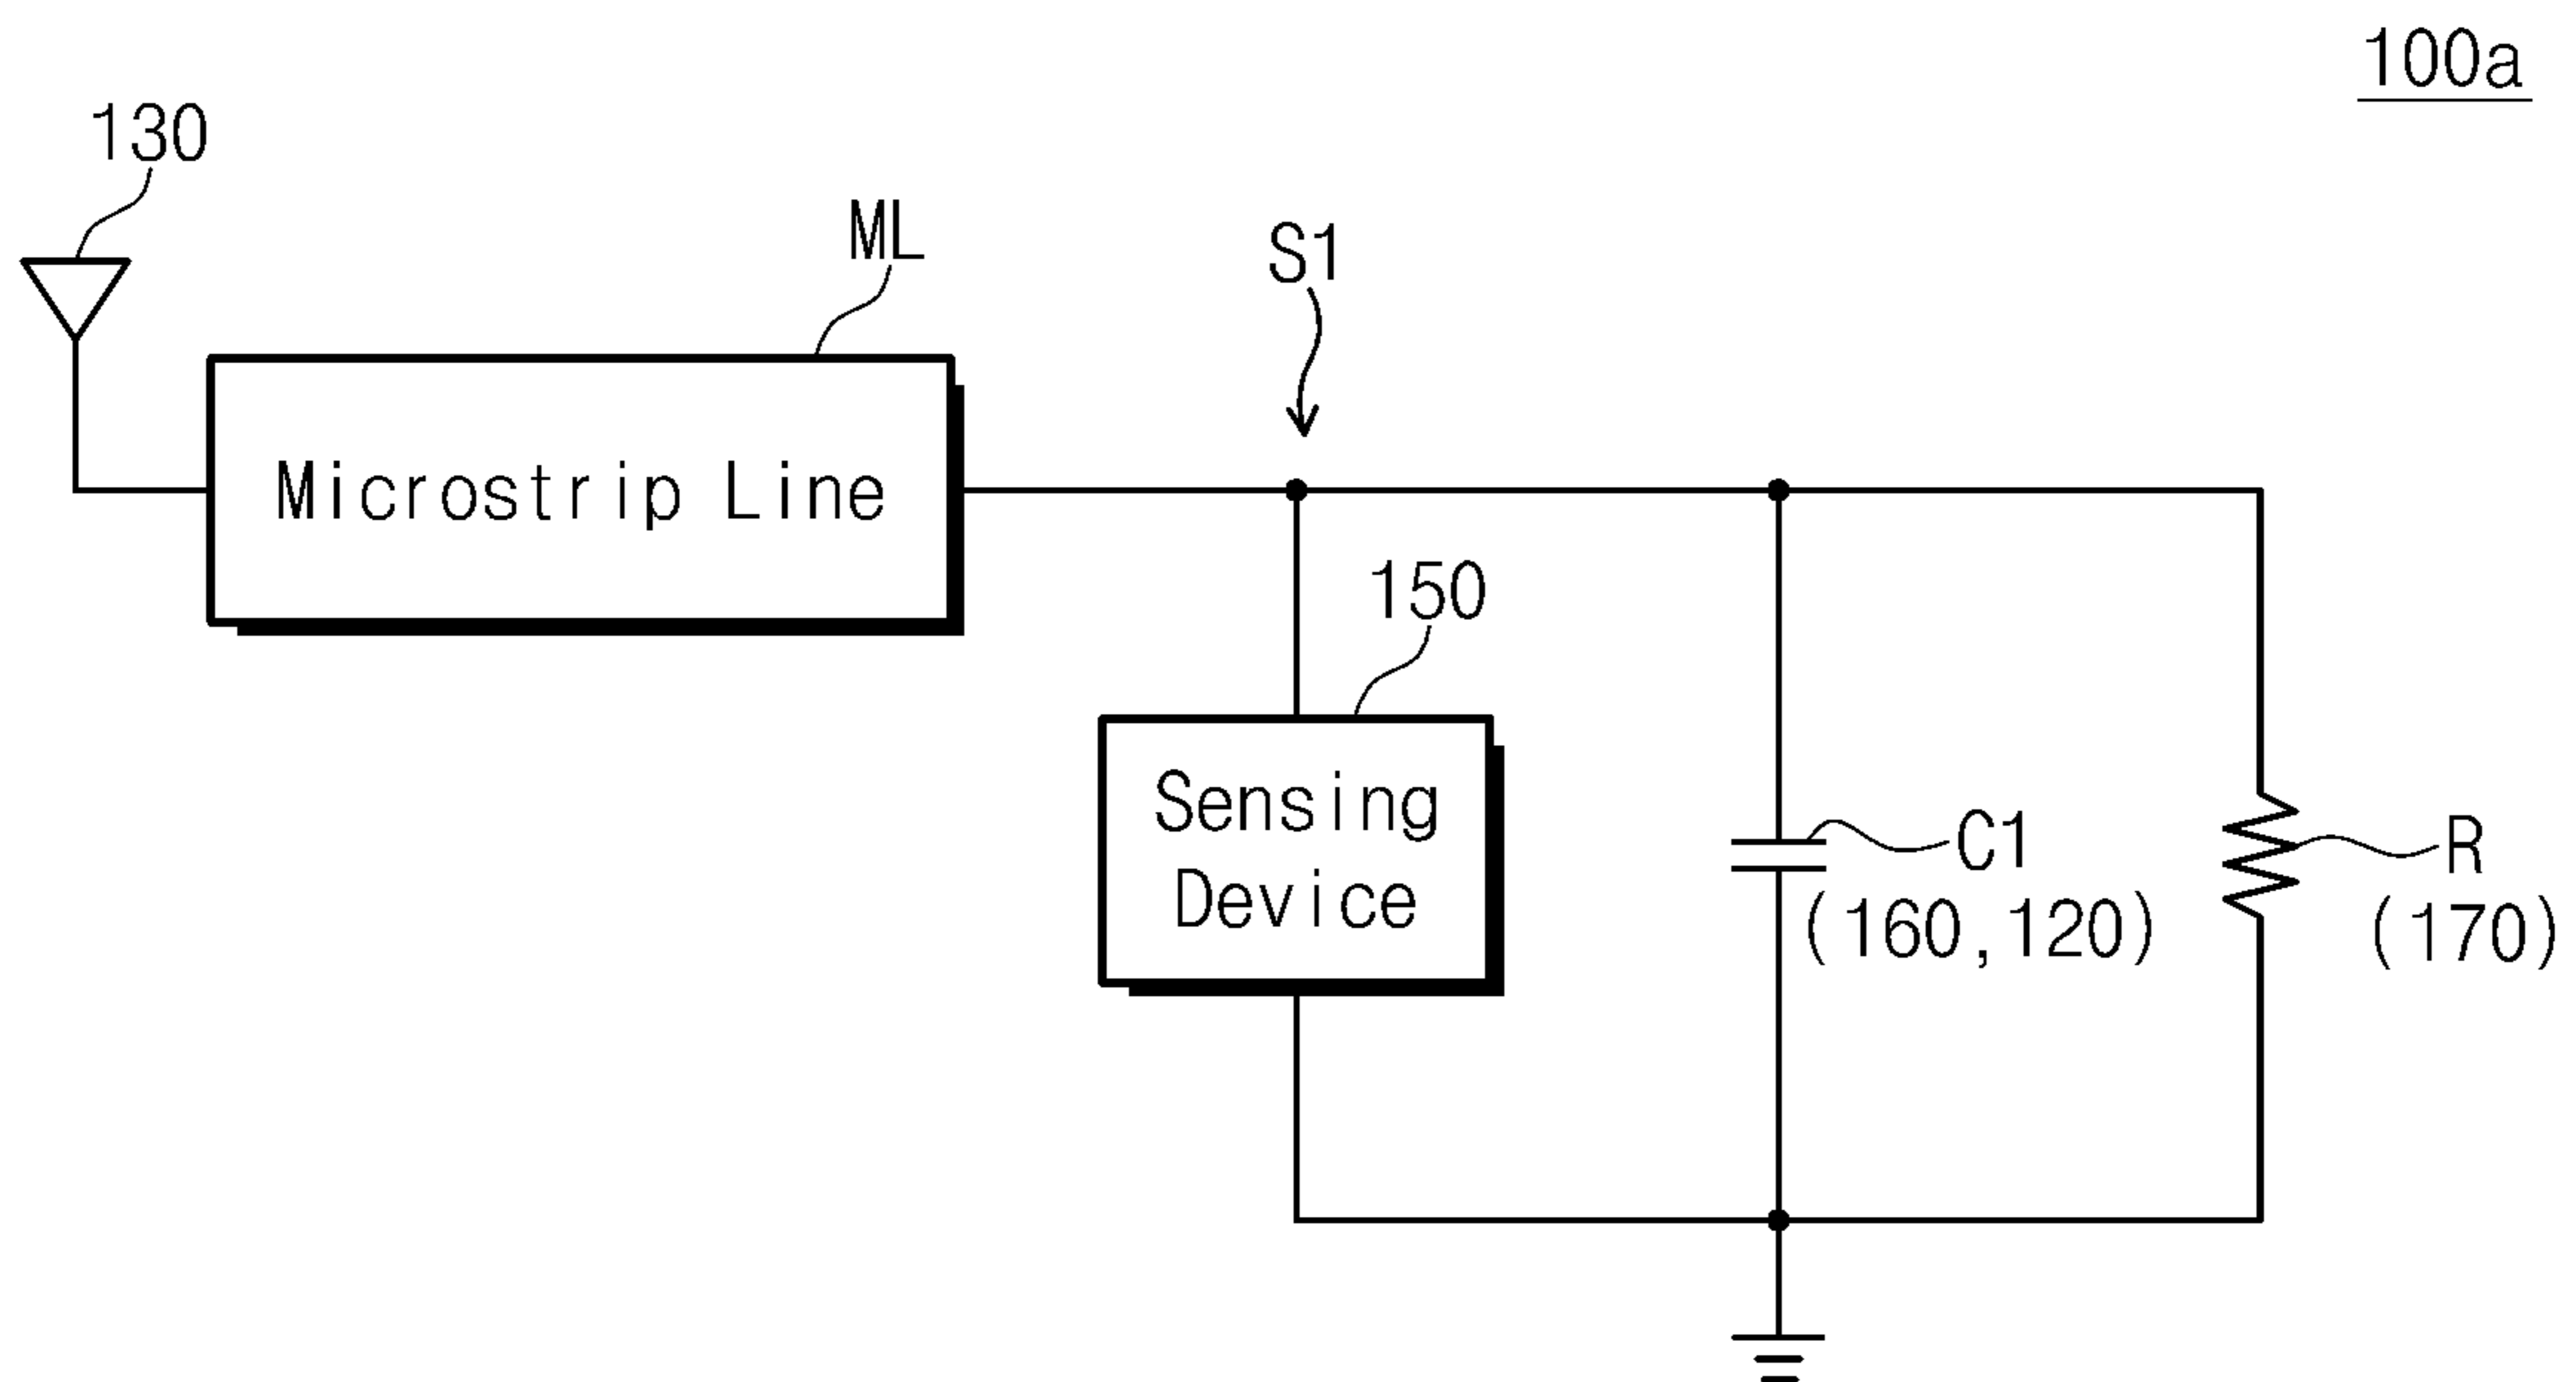 100a
130
ML
S1
Microstrip Line
150
Sensing
Device
C1
(160,120)
R
(170)